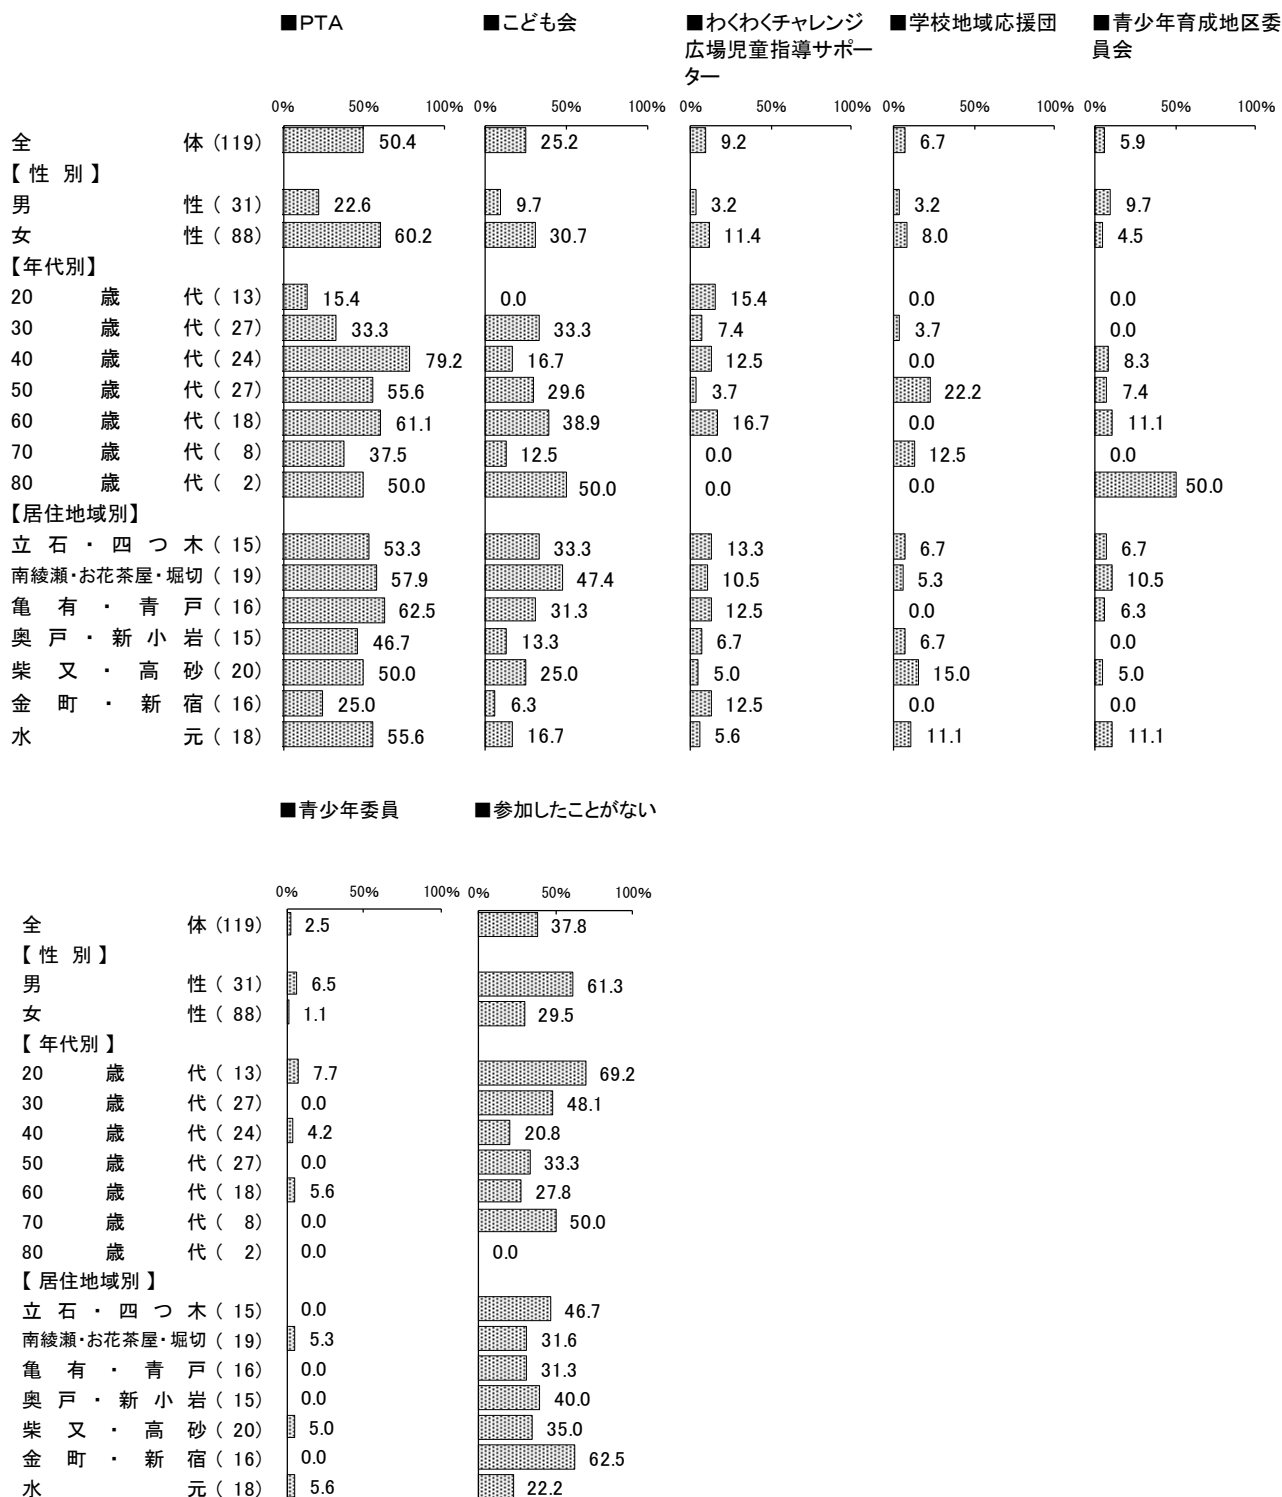 ■PTA ■こども会 ■わくわくチャレンジ ■学校地域応援団 ■青少年育成地区委
広場児童指導サポー 員会
ター
0% 50% 100% 0% 50% 100% 0% 50% 100% 0% 50% 100% 0% 50% 100%
全 体 (119) 50.4 25.2 9.2 6.7 5.9
【 性 別 】
男 性 ( 31) 22.6 9.7 3.2 3.2 9.7
女 性 ( 88) 60.2 30.7 11.4 8.0 4.5
【年代別】
20 歳 代 ( 13) 15.4 0.0 15.4 0.0 0.0
30 歳 代 ( 27) 33.3 33.3 7.4 3.7 0.0
40 歳 代 ( 24) 79.2 16.7 12.5 0.0 8.3
50 歳 代 ( 27) 55.6 29.6 3.7 22.2 7.4
60 歳 代 ( 18) 61.1 38.9 16.7 0.0 11.1
70 歳 代 ( 8) 37.5 12.5 0.0 12.5 0.0
80 歳 代 ( 2) 50.0 50.0 0.0 0.0 50.0
【居住地域別】
立 石 ・ 四 つ 木 ( 15) 53.3 33.3 13.3 6.7 6.7
南綾瀬・お花茶屋・堀切 ( 19) 57.9 47.4 10.5 5.3 10.5
亀 有 ・ 青 戸 ( 16) 62.5 31.3 12.5 0.0 6.3
奥 戸 ・ 新 小 岩 ( 15) 46.7 13.3 6.7 6.7 0.0
柴 又 ・ 高 砂 ( 20) 50.0 25.0 5.0 15.0 5.0
金 町 ・ 新 宿 ( 16) 25.0 6.3 12.5 0.0 0.0
水 元 ( 18) 55.6 16.7 5.6 11.1 11.1
■青少年委員 ■参加したことがない
0% 50% 100% 0% 50% 100%
全 体 (119) 2.5 37.8
【 性 別 】
男 性 ( 31) 6.5 61.3
女 性 ( 88) 1.1 29.5
【 年代別 】
20 歳 代 ( 13) 7.7 69.2
30 歳 代 ( 27) 0.0 48.1
40 歳 代 ( 24) 4.2 20.8
50 歳 代 ( 27) 0.0 33.3
60 歳 代 ( 18) 5.6 27.8
70 歳 代 ( 8) 0.0 50.0
80 歳 代 ( 2) 0.0 0.0
【 居住地域別 】
立 石 ・ 四 つ 木 ( 15) 0.0 46.7
南綾瀬・お花茶屋・堀切 ( 19) 5.3 31.6
亀 有 ・ 青 戸 ( 16) 0.0 31.3
奥 戸 ・ 新 小 岩 ( 15) 0.0 40.0
柴 又 ・ 高 砂 ( 20) 5.0 35.0
金 町 ・ 新 宿 ( 16) 0.0 62.5
水 元 ( 18) 5.6 22.2